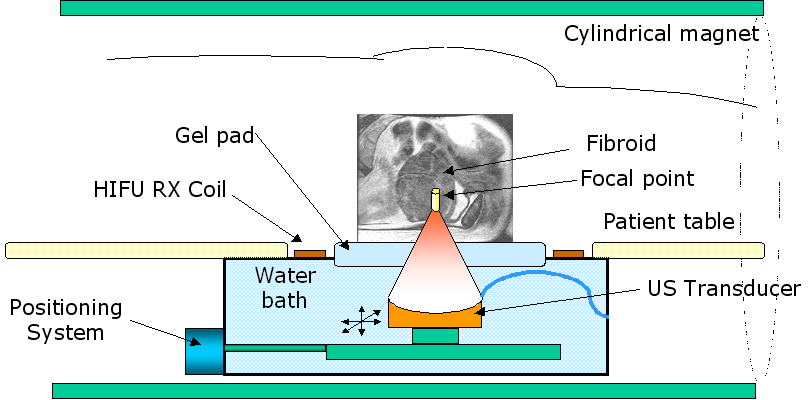 Cylindrical magnet
Gel pad
Fibroid
HIFU RX Coil
Focal point
Patient table
Water
bath
US Transducer
Positioning
System